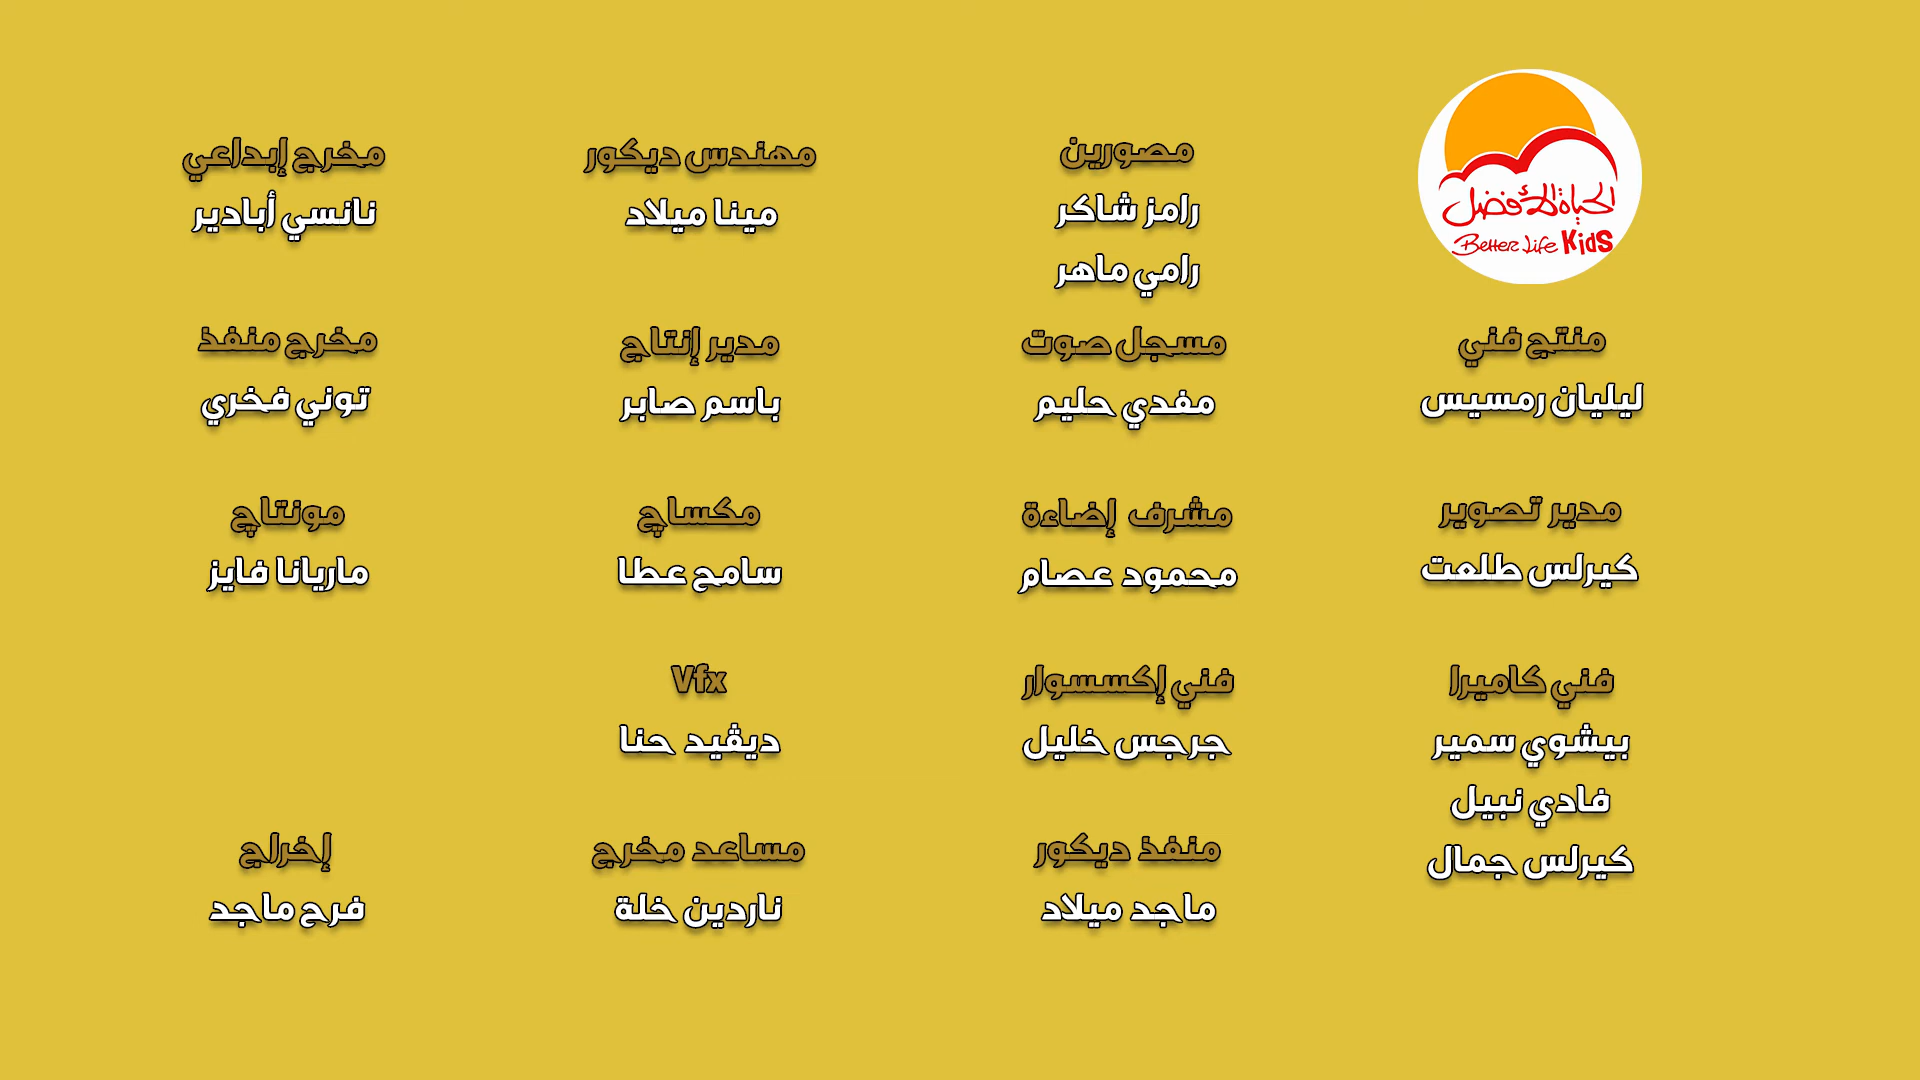 الحياة الأفضل
Better Life Kids
منتج فني
ليليان رمسيس
مدير تصوير
كيرلس طلعت
فني كاميرا
بيشوي سمير
فادي نبيل
كيرلس جمال
مصورين
رامز شاكر
رامي ماهر
مسجل صوت
مفدي حليم
مشرف إضاءة
محمود عصام
فني إكسسوار
جرجس خليل
منفذ ديكور
ماجد ميلاد
مهندس ديكور
مينا ميلاد
مدير إنتاج
باسم صابر
مكساچ
سامح عطا
Vfx
ديڤيد حنا
مساعد مخرج
ناردين خلة
مخرج إبداعي
نانسي أبادير
مخرج منفذ
توني فخري
مونتاچ
ماريانا فايز
إخراج
فرح ماجد